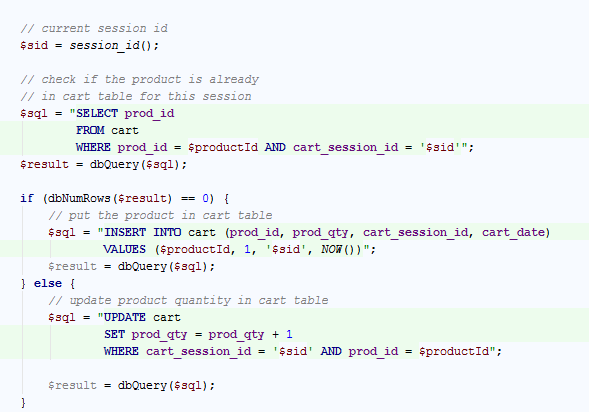 // current session id
$sid = session_id();
// check if the product is already
// in cart table for this session
$sql = "SELECT prod_id
FROM cart
WHERE prod_id = $productId AND cart_session_id = '$sid'";
$result = dbQuery($sql);
if (dbNumRows($result) == 0) {
// put the product in cart table
$sql = "INSERT INTO cart (prod_id, prod_qty, cart_session_id, cart_date)
VALUES ($productId, 1, '$sid', NOW())";
$result = dbQuery($sql);
} else {
// update product quantity in cart table
$sql = "UPDATE cart
SET prod_qty = prod_qty + 1
WHERE cart_session_id = '$sid' AND prod_id = $productId";
$result = dbQuery($sql);
}